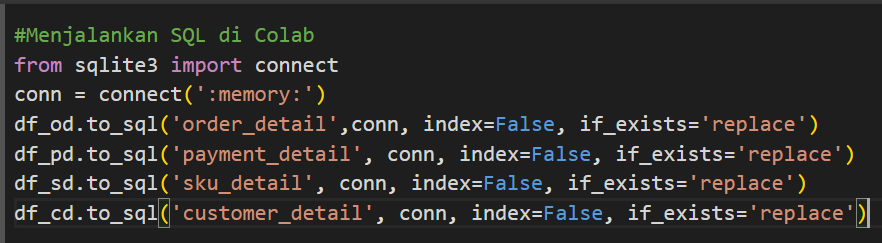 #Menjalankan SQL di Colab
from sqlite3 import connect
conn = connect(':memory:')
df_od.to_sql('order_detail',conn, index=False, if_exists='replace')
df_pd.to_sql('payment_detail', conn, index=False, if_exists='replace')
df_sd.to_sql('sku_detail', conn, index=False, if_exists='replace')
df_cd.to_sql('customer_detail', conn, index=False, if_exists='replace')